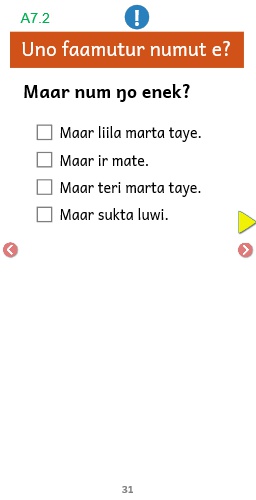 A7.2
!
Uno faamutur numut e?
Maar num ŋo enek?
Maar liila marta taye.
Maar ir mate.
Maar teri marta taye.
Maar sukta luwi.
31